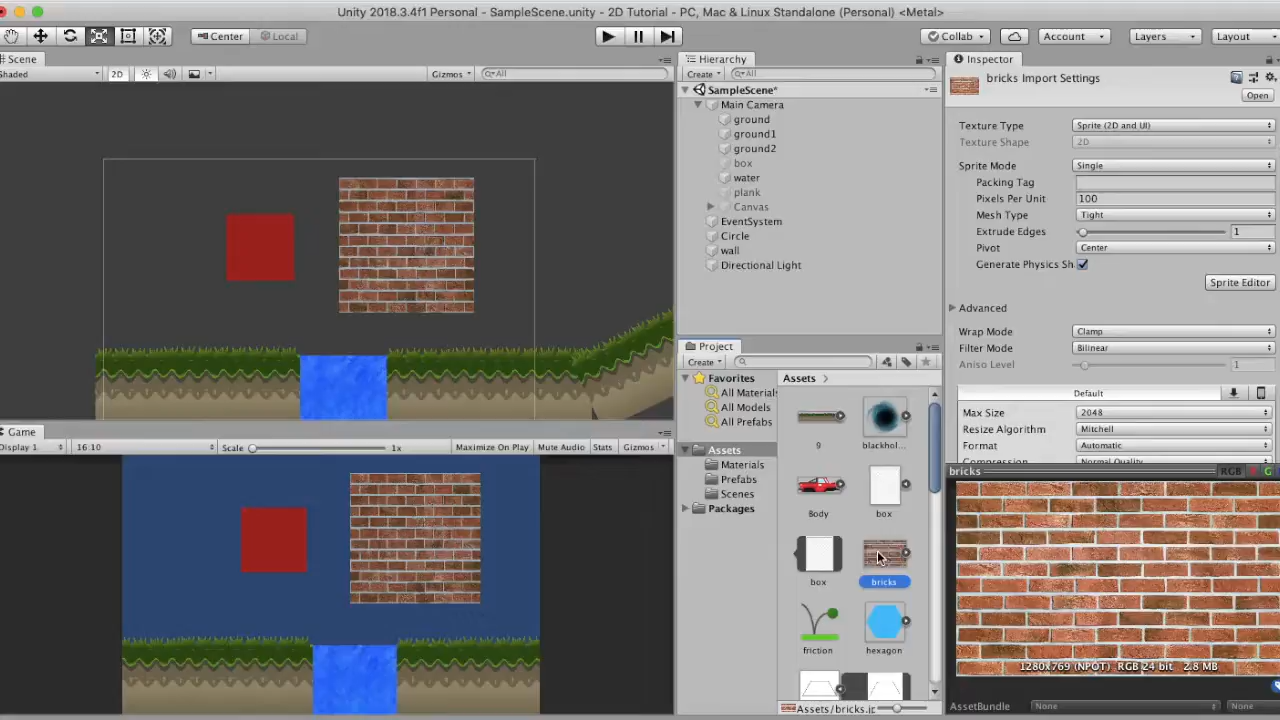 Unity 2018.3.4f1 Personal - SampleScene.unity - 2D Tutorial - PC, Mac & Linux Standalone (Personal) <Metal>
Center Local
Collab Account Layers Layout
Scene
Shaded 2D Gizmos All
Game
Display 1 16:10 Scale 1x Maximize On Play Mute Audio Stats Gizmos
Hierarchy
Create All
SampleScene*
Main Camera
ground
ground1
ground2
box
water
plank
Canvas
EventSystem
Circle
wall
Directional Light
Project
Create
Favorites
All Materials
All Models
All Prefabs
Assets
Materials
Prefabs
Scenes
Packages
Assets
9 blackhol...
Body box
box bricks
friction hexagon
Assets/bricks.jp
Inspector
bricks Import Settings
Open
Texture Type Sprite (2D and UI)
Texture Shape 2D
Sprite Mode Single
Packing Tag
Pixels Per Unit 100
Mesh Type Tight
Extrude Edges 1
Pivot Center
Generate Physics Sh
Sprite Editor
Advanced
Wrap Mode Clamp
Filter Mode Bilinear
Aniso Level 1
Default
Max Size 2048
Resize Algorithm Mitchell
Format Automatic
Compression Normal Quality
bricks RGB R G
1280x769 (NPOT) RGB 24 bit 2.8 MB
AssetBundle None None